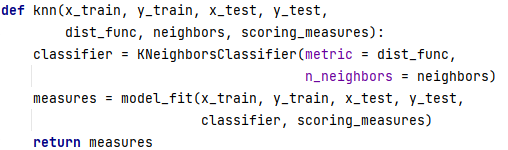 def knn(x_train, y_train, x_test, y_test,
        dist_func, neighbors, scoring_measures):
    classifier = KNeighborsClassifier(metric = dist_func,
                                      n_neighbors = neighbors)
    measures = model_fit(x_train, y_train, x_test, y_test,
                         classifier, scoring_measures)
    return measures